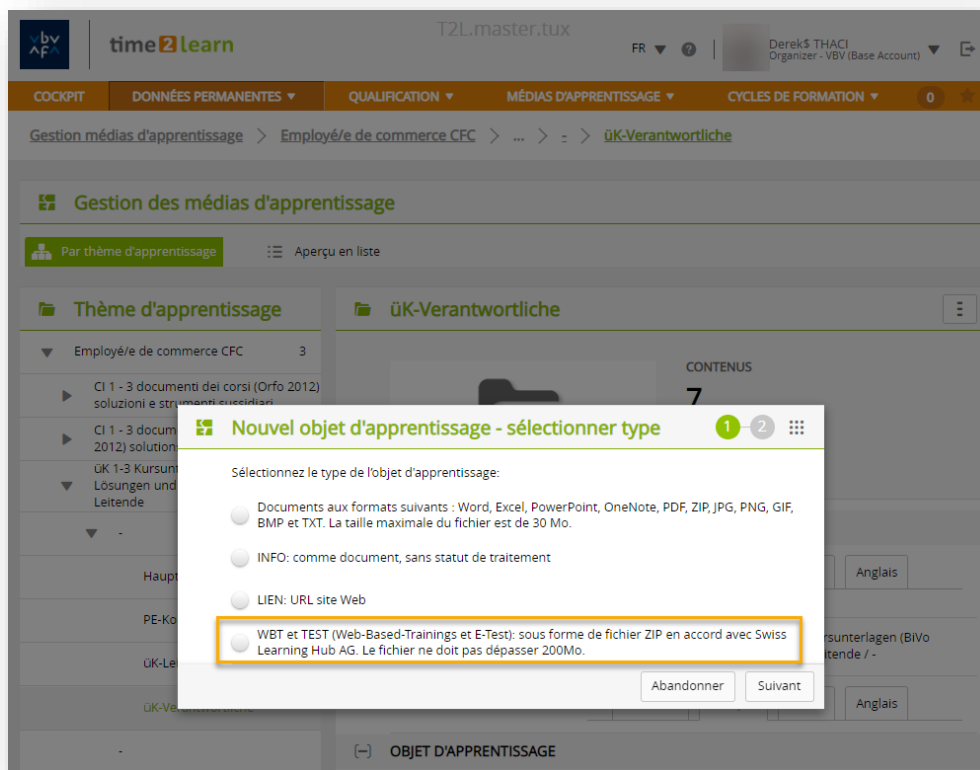 vbv
AFA
time2learn
T2L.master.tux
FR
Derek$ THACI
Organizer - VBV (Base Account)
COCKPIT
DONNÉES PERMANENTES
QUALIFICATION
MÉDIAS D'APPRENTISSAGE
CYCLES DE FORMATION
0
Gestion médias d'apprentissage > Employé/e de commerce CFC > ... > - > üK-Verantwortliche
Gestion des médias d'apprentissage
Par thème d'apprentissage
Aperçu en liste
Thème d'apprentissage
üK-Verantwortliche
Employé/e de commerce CFC 3
CONTENUS
7
CI 1 - 3 documenti dei corsi (Orfo 2012)
soluzioni e strumenti sussidiari
CI 1 - 3 docum
2012) solution
üK 1-3 Kursunt
Lösungen und
Leitende
-
Haupt
PE-Ko
üK-Le
üK-Verantwortliche
-
Nouvel objet d'apprentissage - sélectionner type
1 - 2
Sélectionnez le type de l'objet d'apprentissage:
Documents aux formats suivants : Word, Excel, PowerPoint, OneNote, PDF, ZIP, JPG, PNG, GIF,
BMP et TXT. La taille maximale du fichier est de 30 Mo.
INFO: comme document, sans statut de traitement
LIEN: URL site Web
WBT et TEST (Web-Based-Trainings et E-Test): sous forme de fichier ZIP en accord avec Swiss
Learning Hub AG. Le fichier ne doit pas dépasser 200Mo.
Abandonner
Suivant
Anglais
rsunterlagen (BiVo
itende / -
Anglais
OBJET D'APPRENTISSAGE